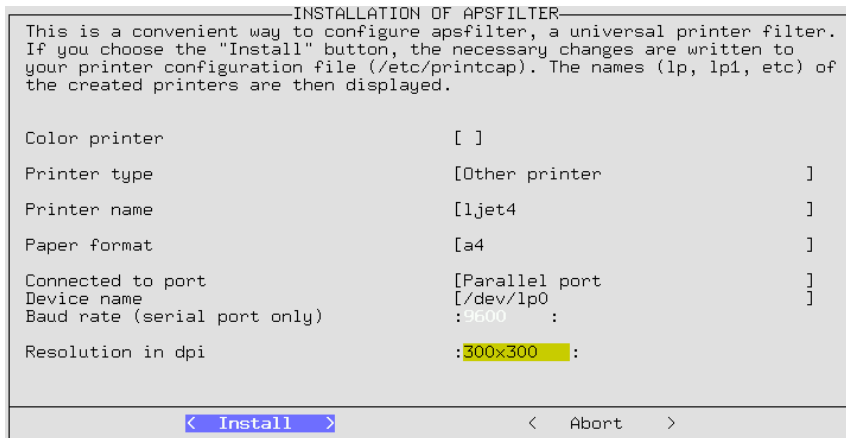 INSTALLATION OF APSFILTER
This is a convenient way to configure apsfilter, a universal printer filter.
If you choose the "Install" button, the necessary changes are written to
your printer configuration file (/etc/printcap). The names (lp, lp1, etc) of
the created printers are then displayed.
Color printer [ ]
Printer type [Other printer ]
Printer name [ljet4 ]
Paper format [a4 ]
Connected to port [Parallel port ]
Device name [/dev/lp0 ]
Baud rate (serial port only) :9600 :
Resolution in dpi :300x300 :
< Install > < Abort >